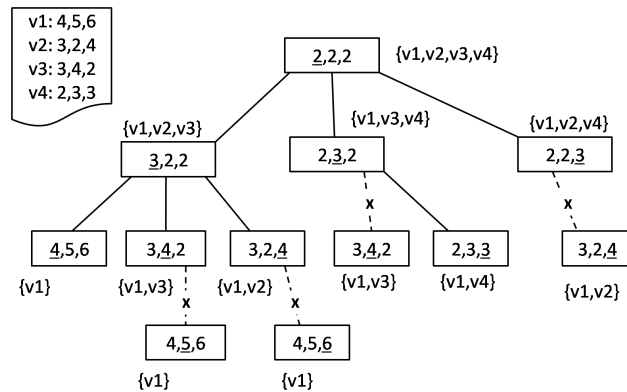 v1: 4,5,6
v2: 3,2,4
v3: 3,4,2
v4: 2,3,3
2,2,2
{v1,v2,v3,v4}
{v1,v2,v3}
{v1,v3,v4}
{v1,v2,v4}
3,2,2
2,3,2
2,2,3
x
x
4,5,6
3,4,2
3,2,4
3,4,2
2,3,3
3,2,4
{v1}
{v1,v3}
{v1,v2}
{v1,v3}
{v1,v4}
{v1,v2}
x
x
4,5,6
4,5,6
{v1}
{v1}